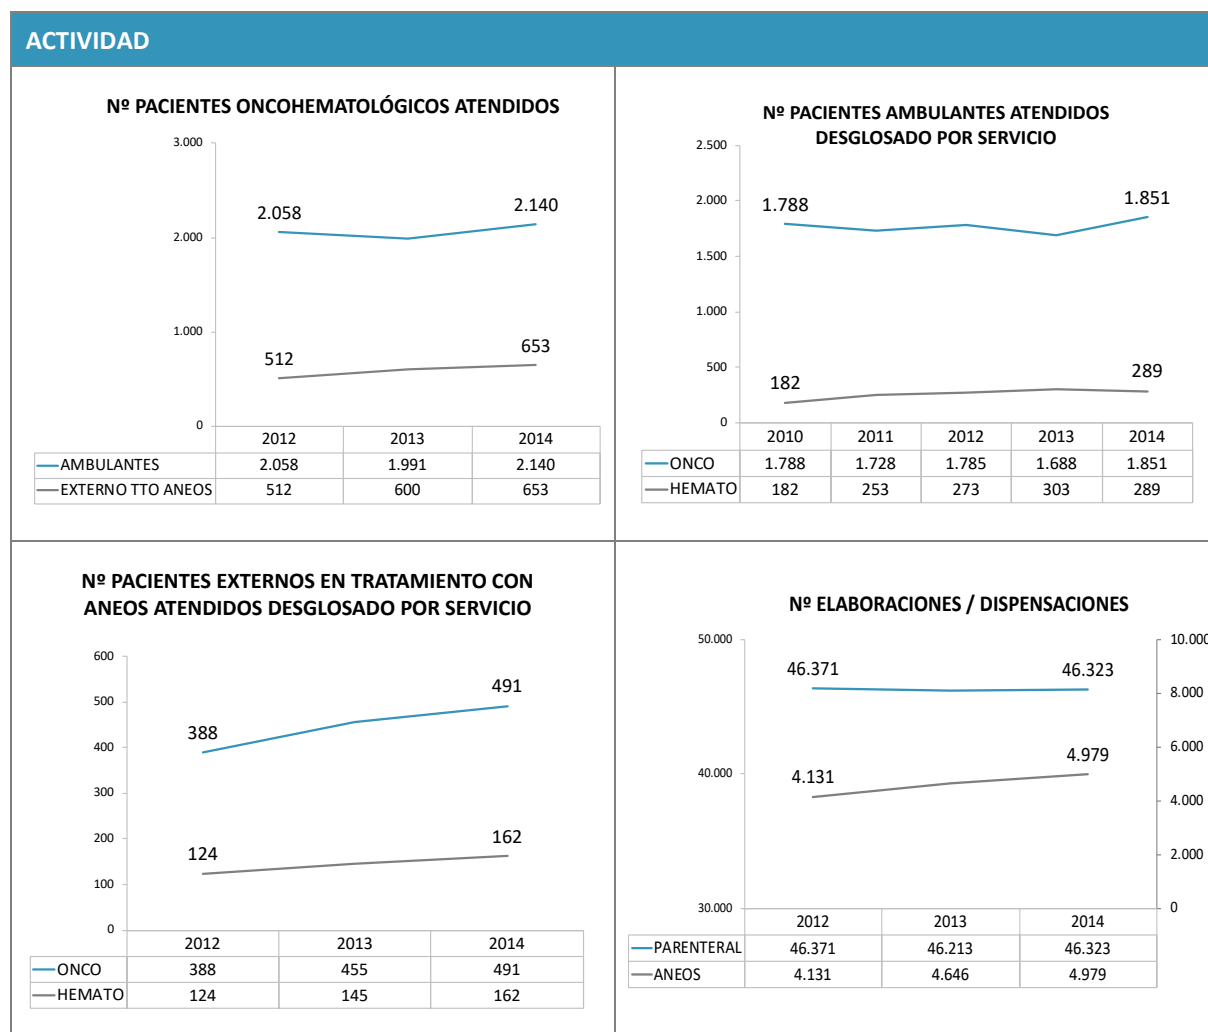 ACTIVIDAD
Nº PACIENTES ONCOHEMATOLÓGICOS ATENDIDOS
3.000
2.000
1.000
0
2.058
2.140
512
653
2012 2013 2014
AMBULANTES 2.058 1.991 2.140
EXTERNO TTO ANEOS 512 600 653
Nº PACIENTES AMBULANTES ATENDIDOS
DESGLOSADO POR SERVICIO
2.500
2.000
1.500
1.000
500
0
1.788
1.851
182
289
2010 2011 2012 2013 2014
ONCO 1.788 1.728 1.785 1.688 1.851
HEMATO 182 253 273 303 289
Nº PACIENTES EXTERNOS EN TRATAMIENTO CON
ANEOS ATENDIDOS DESGLOSADO POR SERVICIO
600
500
400
300
200
100
0
388
491
124
162
2012 2013 2014
ONCO 388 455 491
HEMATO 124 145 162
Nº ELABORACIONES / DISPENSACIONES
50.000
40.000
30.000
10.000
8.000
6.000
4.000
2.000
0
46.371
46.323
4.131
4.979
2012 2013 2014
PARENTERAL 46.371 46.213 46.323
ANEOS 4.131 4.646 4.979